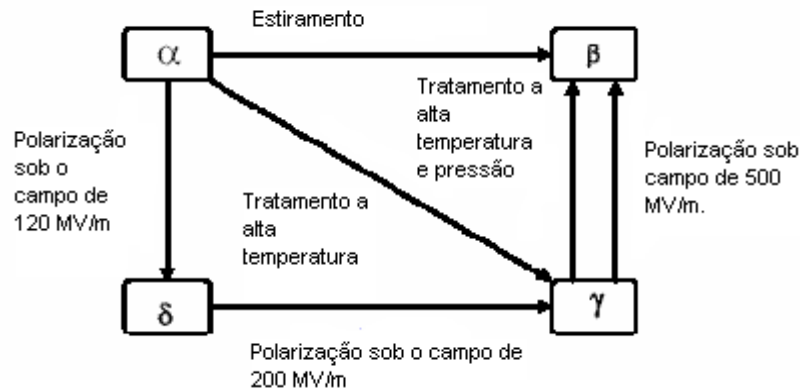 Estiramento
α
β
Tratamento a
alta
temperatura
e pressão
Polarização
sob o
campo de
120 MV/m
Polarização sob
campo de 500
MV/m.
Tratamento a
alta
temperatura
δ
γ
Polarização sob o campo de
200 MV/m